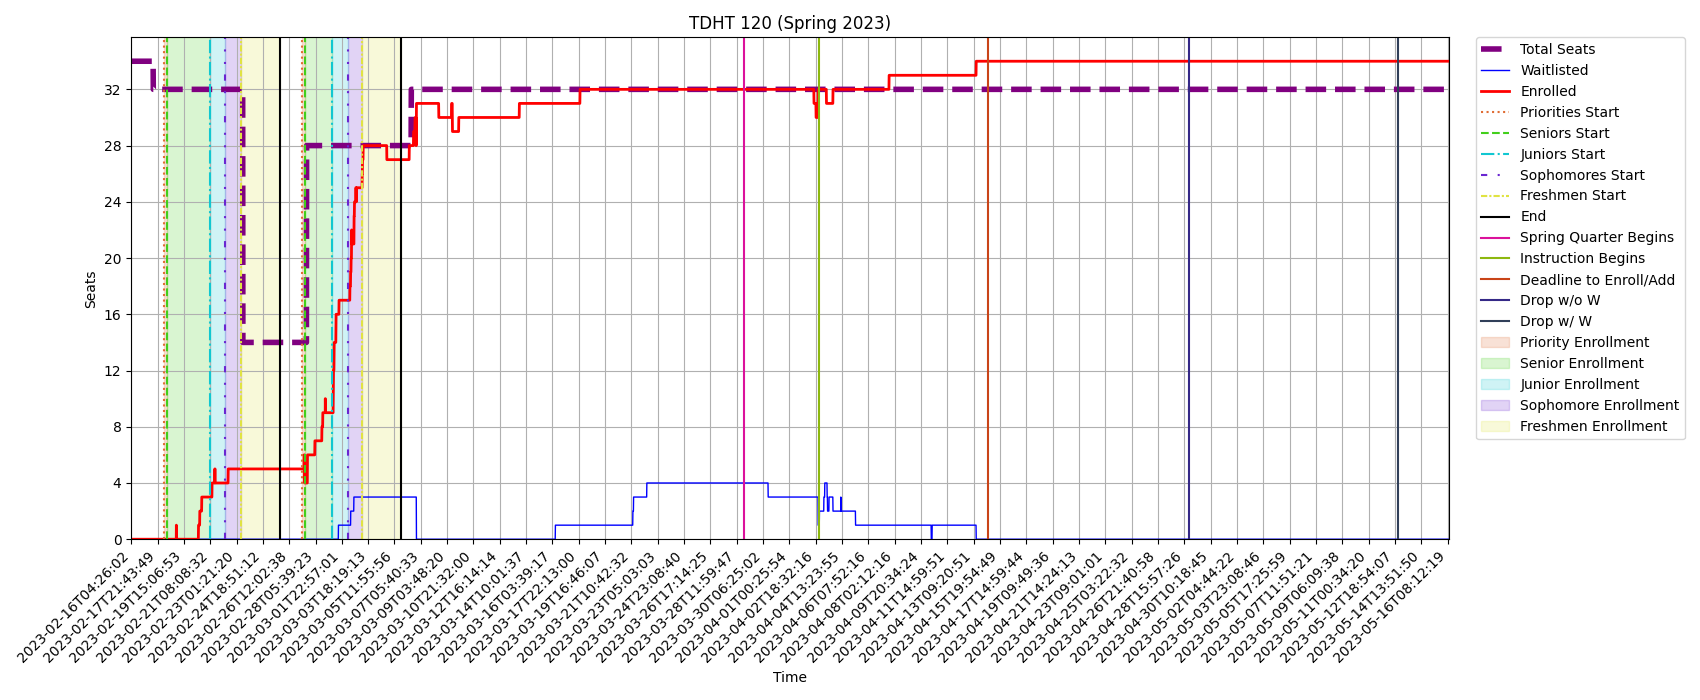 TDHT 120 (Spring 2023)
Seats
32
28
24
20
16
12
8
4
0
2023-02-16T04:26:02
2023-02-17T21:43:49
2023-02-19T15:06:53
2023-02-21T08:08:32
2023-02-23T01:21:20
2023-02-24T18:51:12
2023-02-26T12:02:38
2023-02-28T05:39:23
2023-03-01T22:57:01
2023-03-03T18:19:13
2023-03-05T11:55:56
2023-03-07T05:40:33
2023-03-09T03:48:20
2023-03-12T16:14:14
2023-03-14T10:01:37
2023-03-16T03:39:17
2023-03-17T22:13:00
2023-03-19T16:46:07
2023-03-21T10:42:32
2023-03-23T05:03:03
2023-03-24T23:08:40
2023-03-26T17:14:25
2023-03-28T11:59:47
2023-03-30T06:25:02
2023-04-01T00:25:54
2023-04-02T18:32:16
2023-04-04T13:23:55
2023-04-06T07:52:16
2023-04-08T02:12:16
2023-04-09T20:34:24
2023-04-11T14:59:51
2023-04-13T09:20:51
2023-04-15T19:54:49
2023-04-17T14:59:44
2023-04-19T09:49:36
2023-04-21T14:24:13
2023-04-23T09:01:01
2023-04-25T03:22:32
2023-04-26T21:40:58
2023-04-28T15:57:26
2023-04-30T10:18:45
2023-05-02T04:44:22
2023-05-03T23:08:46
2023-05-05T17:25:59
2023-05-07T11:51:21
2023-05-09T06:09:38
2023-05-11T00:34:20
2023-05-12T18:54:07
2023-05-14T13:51:50
2023-05-16T08:12:19
Time
Total Seats
Waitlisted
Enrolled
Priorities Start
Seniors Start
Juniors Start
Sophomores Start
Freshmen Start
End
Spring Quarter Begins
Instruction Begins
Deadline to Enroll/Add
Drop w/o W
Drop w/ W
Priority Enrollment
Senior Enrollment
Junior Enrollment
Sophomore Enrollment
Freshmen Enrollment